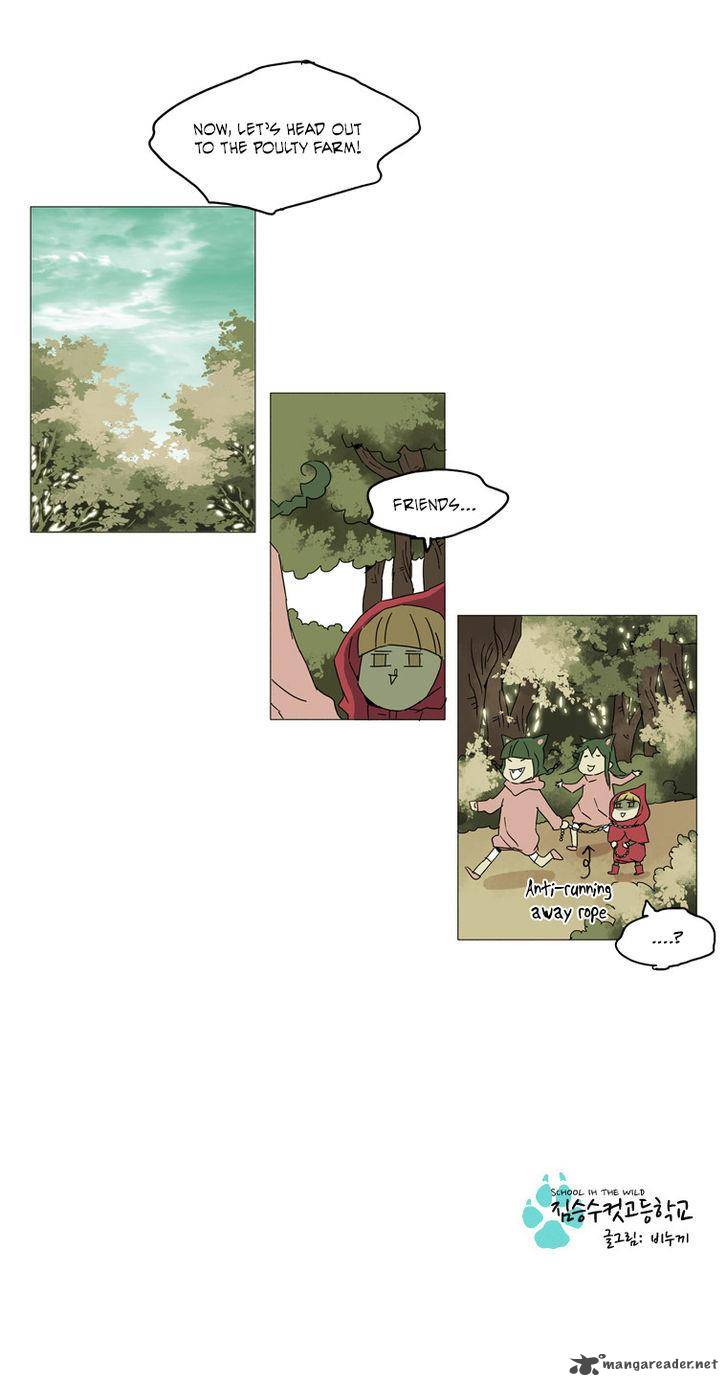 NOW, LET'S HEAD OUT
TO THE POULTY FARM!
FRIENDS...
Anti-running
away rope
....?
SCHOOL IN THE WILD
짐승수컷고등학교
글그림: 비누끼
mangareader.net